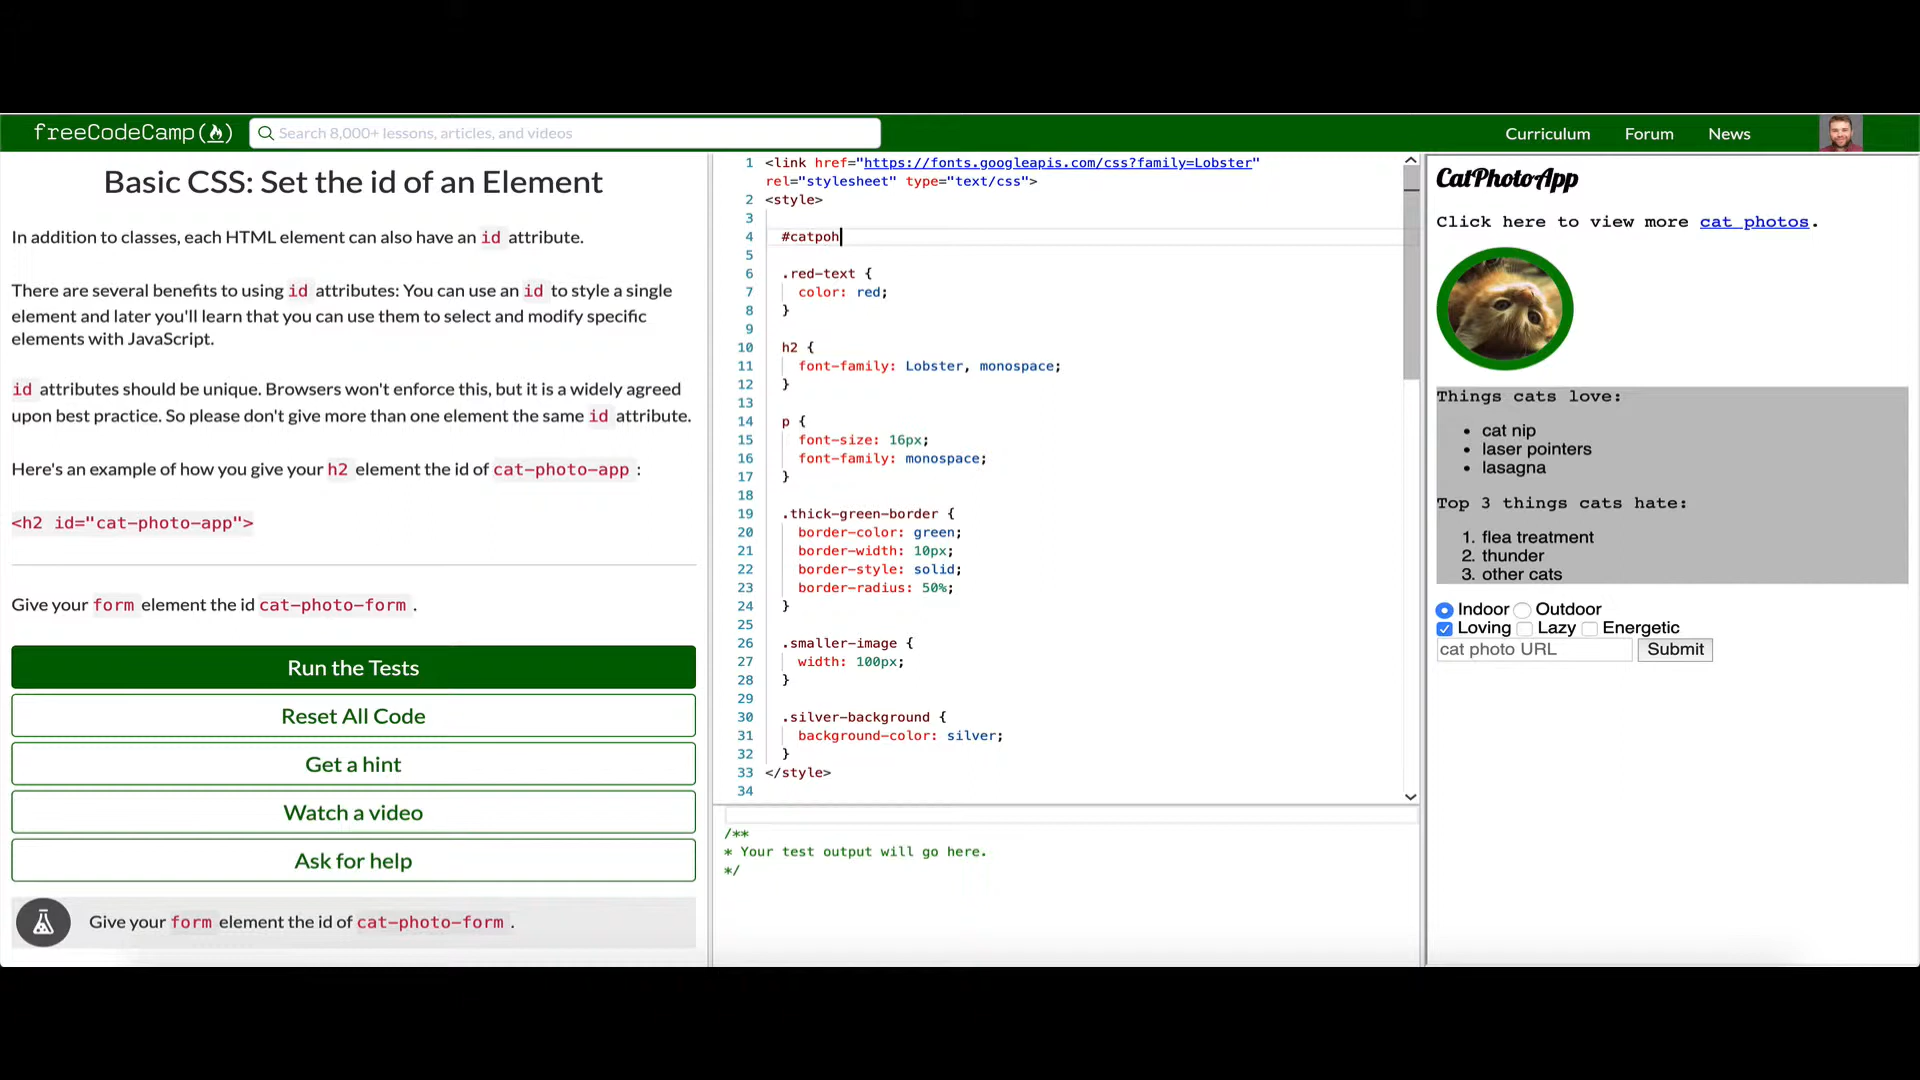 freeCodeCamp
Search 8,000+ lessons, articles, and videos
Curriculum
Forum
News
Basic CSS: Set the id of an Element
In addition to classes, each HTML element can also have an id attribute.
There are several benefits to using id attributes: You can use an id to style a single
element and later you'll learn that you can use them to select and modify specific
elements with JavaScript.
id attributes should be unique. Browsers won't enforce this, but it is a widely agreed
upon best practice. So please don't give more than one element the same id attribute.
Here's an example of how you give your h2 element the id of cat-photo-app :
<h2 id="cat-photo-app">
Give your form element the id cat-photo-form .
Run the Tests
Reset All Code
Get a hint
Watch a video
Ask for help
Give your form element the id of cat-photo-form .
1 <link href="https://fonts.googleapis.com/css?family=Lobster"
rel="stylesheet" type="text/css">
2 <style>
3
4 #catpoh
5
6 .red-text {
7 color: red;
8 }
9
10 h2 {
11 font-family: Lobster, monospace;
12 }
13
14 p {
15 font-size: 16px;
16 font-family: monospace;
17 }
18
19 .thick-green-border {
20 border-color: green;
21 border-width: 10px;
22 border-style: solid;
23 border-radius: 50%;
24 }
25
26 .smaller-image {
27 width: 100px;
28 }
29
30 .silver-background {
31 background-color: silver;
32 }
33 </style>
34
/**
* Your test output will go here.
*/
CatPhotoApp
Click here to view more cat photos.
Things cats love:
• cat nip
• laser pointers
• lasagna
Top 3 things cats hate:
1. flea treatment
2. thunder
3. other cats
Indoor Outdoor
Loving Lazy Energetic
cat photo URL Submit